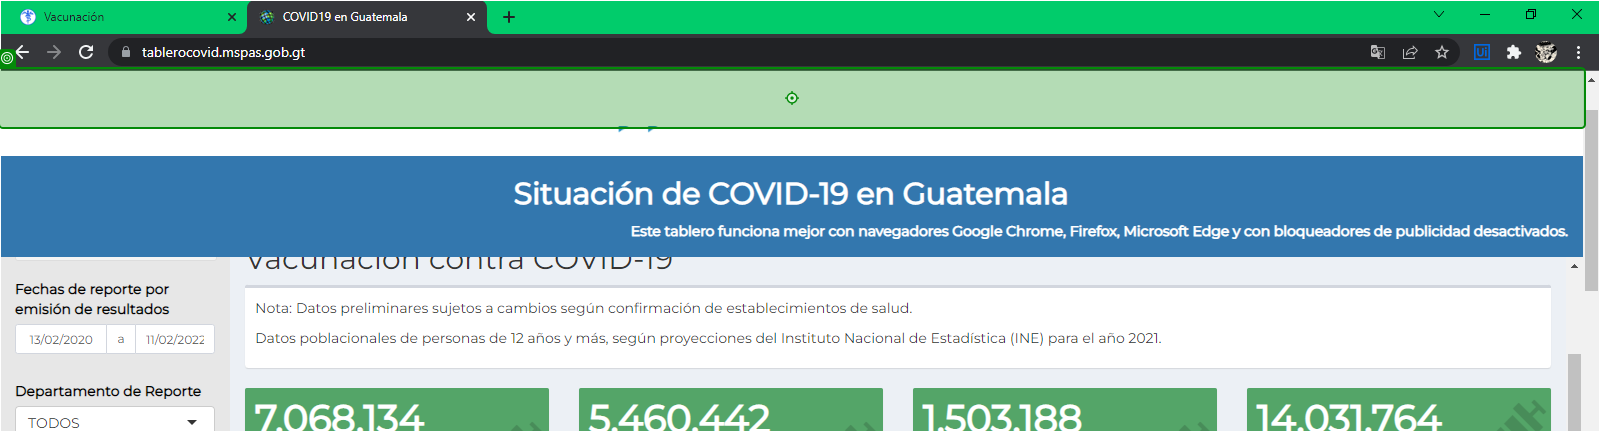 Vacunación
COVID19 en Guatemala
tablerocovid.mspas.gob.gt
Ui
Situación de COVID-19 en Guatemala
Este tablero funciona mejor con navegadores Google Chrome, Firefox, Microsoft Edge y con bloqueadores de publicidad desactivados.
Vacunación contra COVID-19
Fechas de reporte por
emisión de resultados
13/02/2020 a 11/02/2022
Nota: Datos preliminares sujetos a cambios según confirmación de establecimientos de salud.
Datos poblacionales de personas de 12 años y más, según proyecciones del Instituto Nacional de Estadística (INE) para el año 2021.
Departamento de Reporte
TODOS
7,068,134
5,460,442
1,503,188
14,031,764